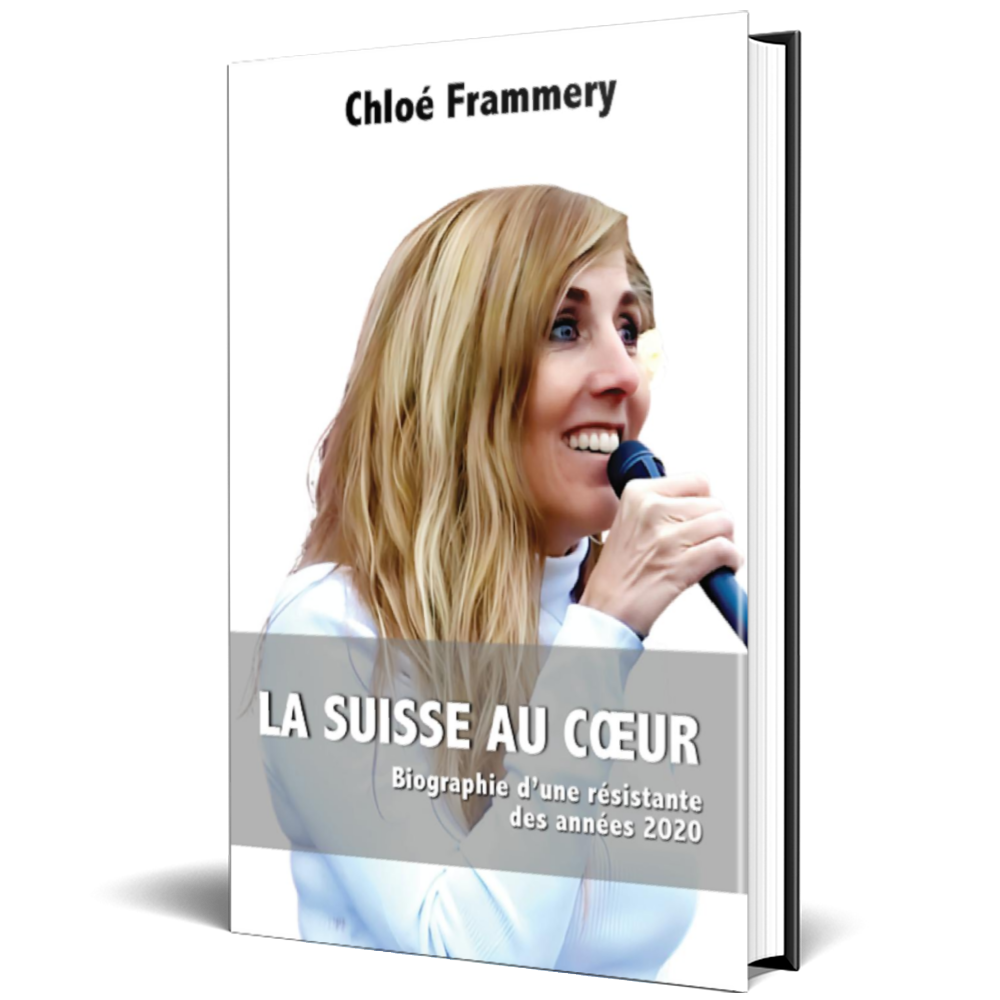 Chloé Frammery
LA SUISSE AU CŒUR
Biographie d'une résistante
des années 2020